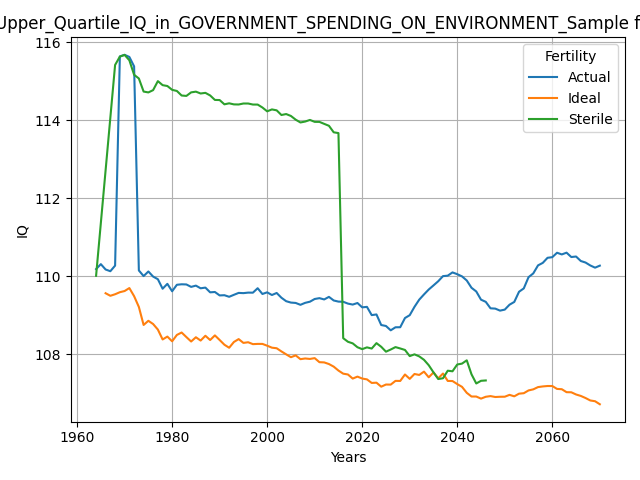 Upper_Quartile_IQ_in_GOVERNMENT_SPENDING_ON_ENVIRONMENT_Sample f
116
114
112
110
108
IQ
Fertility
Actual
Ideal
Sterile
1960
1980
2000
2020
2040
2060
Years